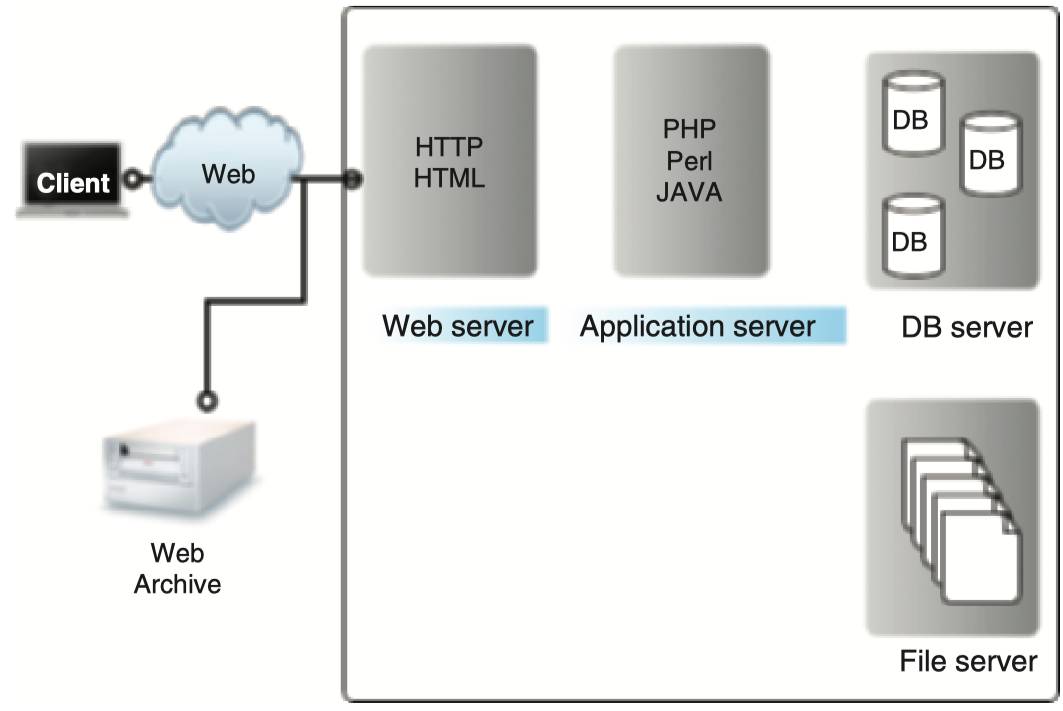 Client
Web
HTTP
HTML
Web server
PHP
Perl
JAVA
Application server
DB
DB
DB
DB server
File server
Web
Archive